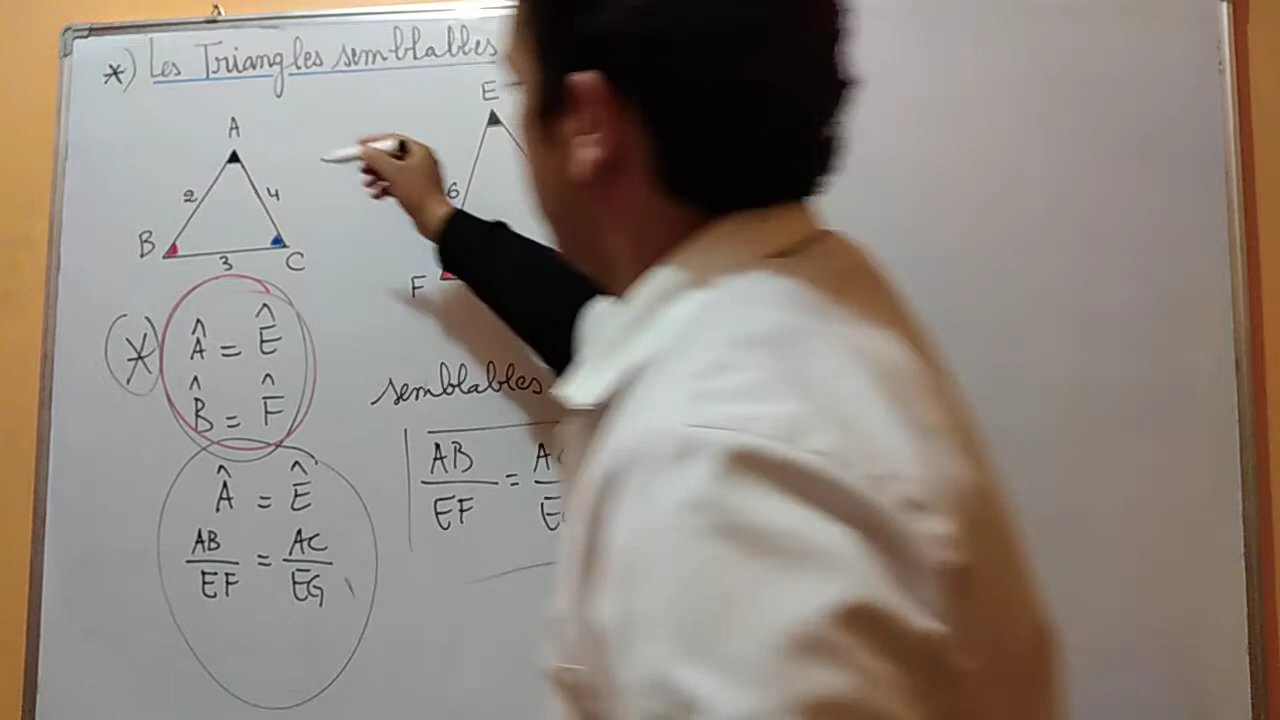 *) Les Triangles semblables
A
E
2
4
6
B
3
C
F
Â = Ê
*
B̂ = F̂
semblables
Â = Ê
AB/EF = A
AB/EF = AC/EG